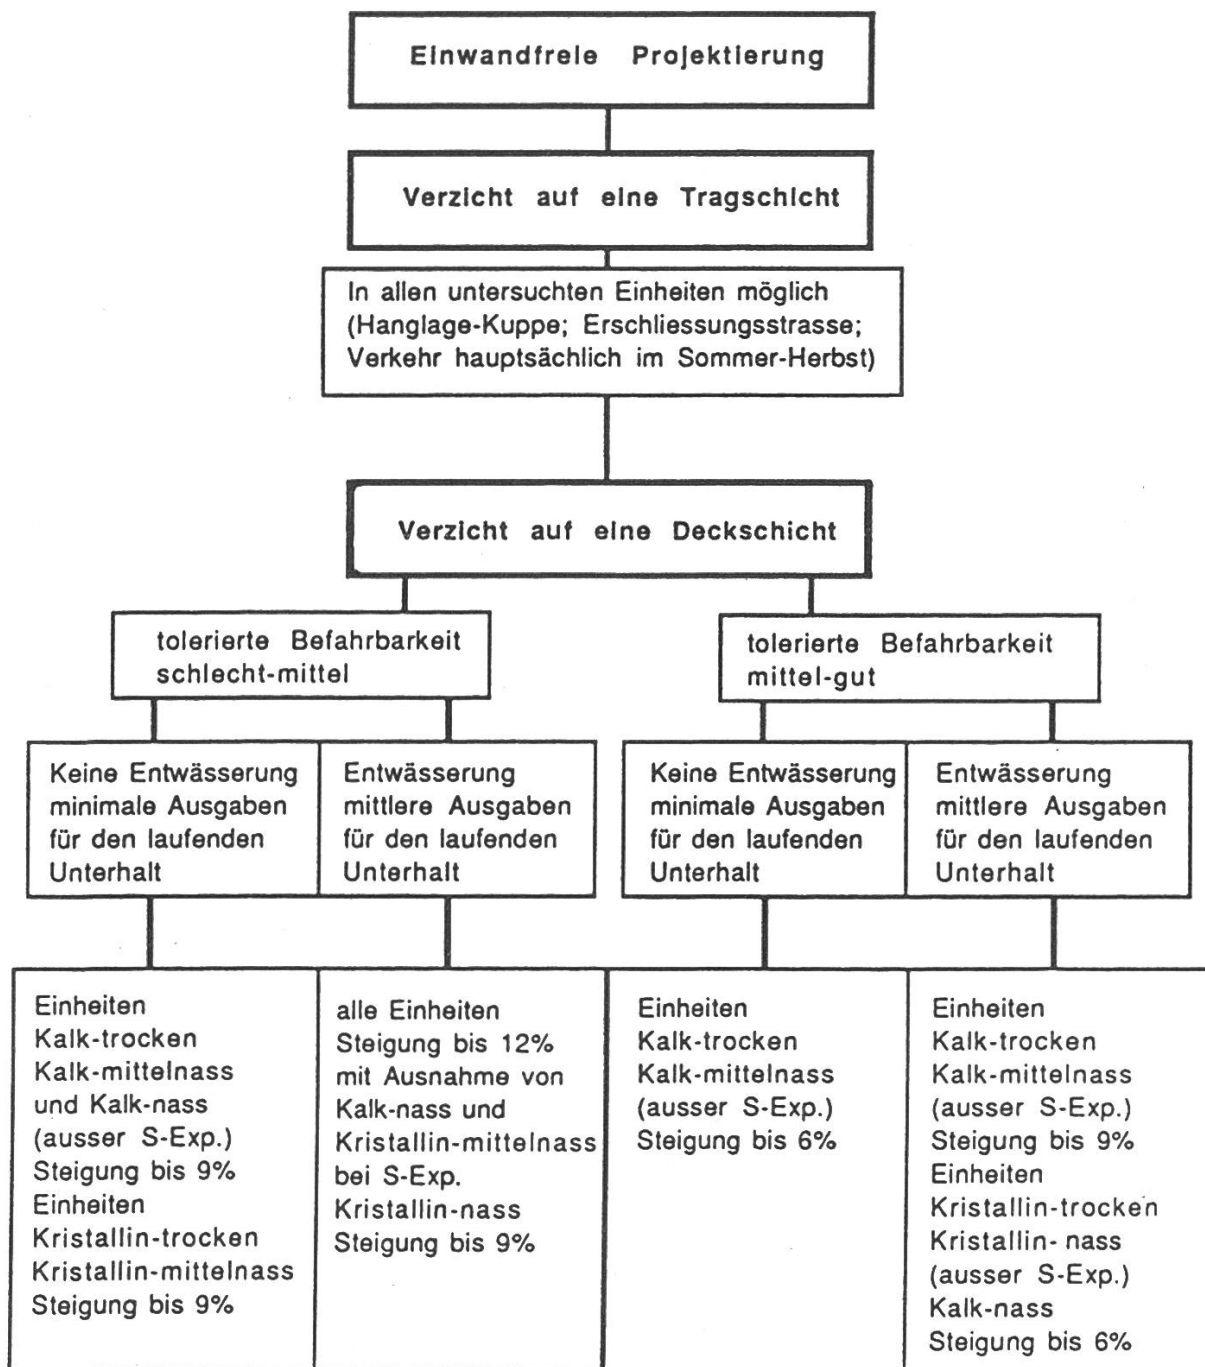 Einwandfreie Projektierung
Verzicht auf eine Tragschicht
In allen untersuchten Einheiten möglich
(Hanglage-Kuppe; Erschliessungsstrasse;
Verkehr hauptsächlich im Sommer-Herbst)
Verzicht auf eine Deckschicht
tolerierte Befahrbarkeit
schlecht-mittel
tolerierte Befahrbarkeit
mittel-gut
Keine Entwässerung
minimale Ausgaben
für den laufenden
Unterhalt
Entwässerung
mittlere Ausgaben
für den laufenden
Unterhalt
Keine Entwässerung
minimale Ausgaben
für den laufenden
Unterhalt
Entwässerung
mittlere Ausgaben
für den laufenden
Unterhalt
Einheiten
Kalk-trocken
Kalk-mittelnass
und Kalk-nass
(ausser S-Exp.)
Steigung bis 9%
Einheiten
Kristallin-trocken
Kristallin-mittelnass
Steigung bis 9%
alle Einheiten
Steigung bis 12%
mit Ausnahme von
Kalk-nass und
Kristallin-mittelnass
bei S-Exp.
Kristallin-nass
Steigung bis 9%
Einheiten
Kalk-trocken
Kalk-mittelnass
(ausser S-Exp.)
Steigung bis 6%
Einheiten
Kalk-trocken
Kalk-mittelnass
(ausser S-Exp.)
Steigung bis 9%
Einheiten
Kristallin-trocken
Kristallin- nass
(ausser S-Exp.)
Kalk-nass
Steigung bis 6%